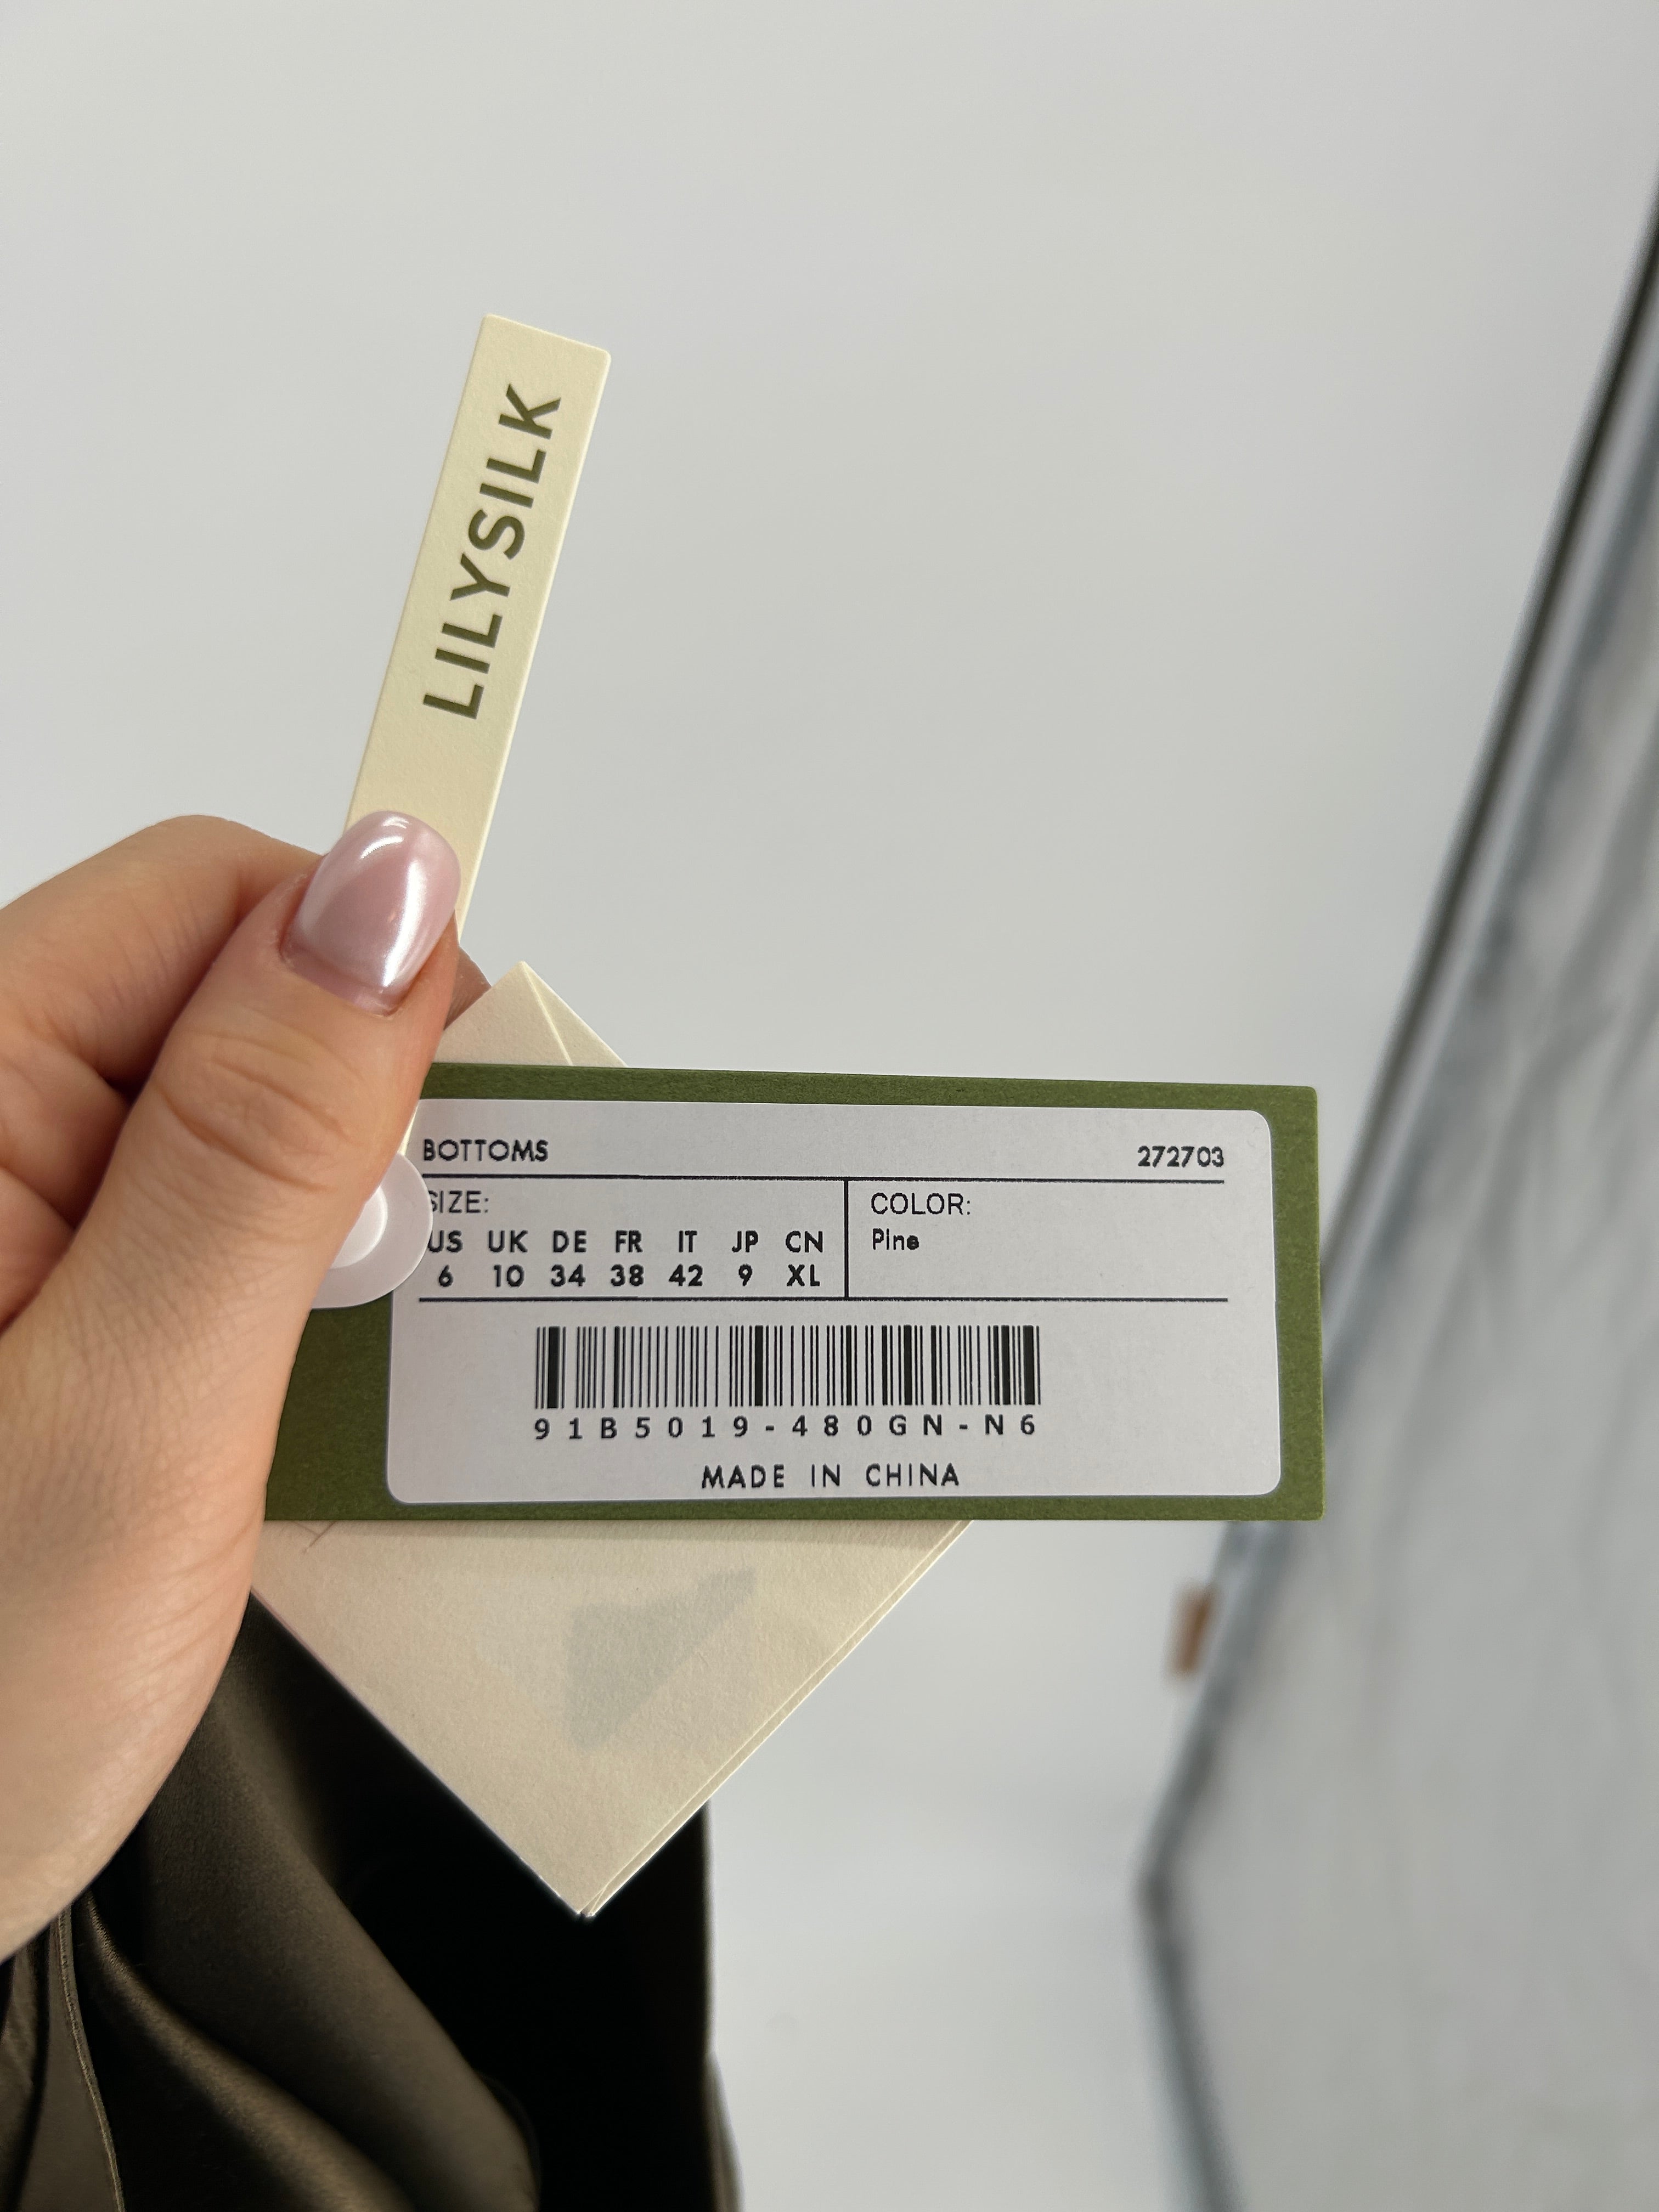 LILYSILK
BOTTOMS 272703
SIZE: COLOR:
US UK DE FR IT JP CN Pine
6 10 34 38 42 9 XL
91B5019-480GN-N6
MADE IN CHINA